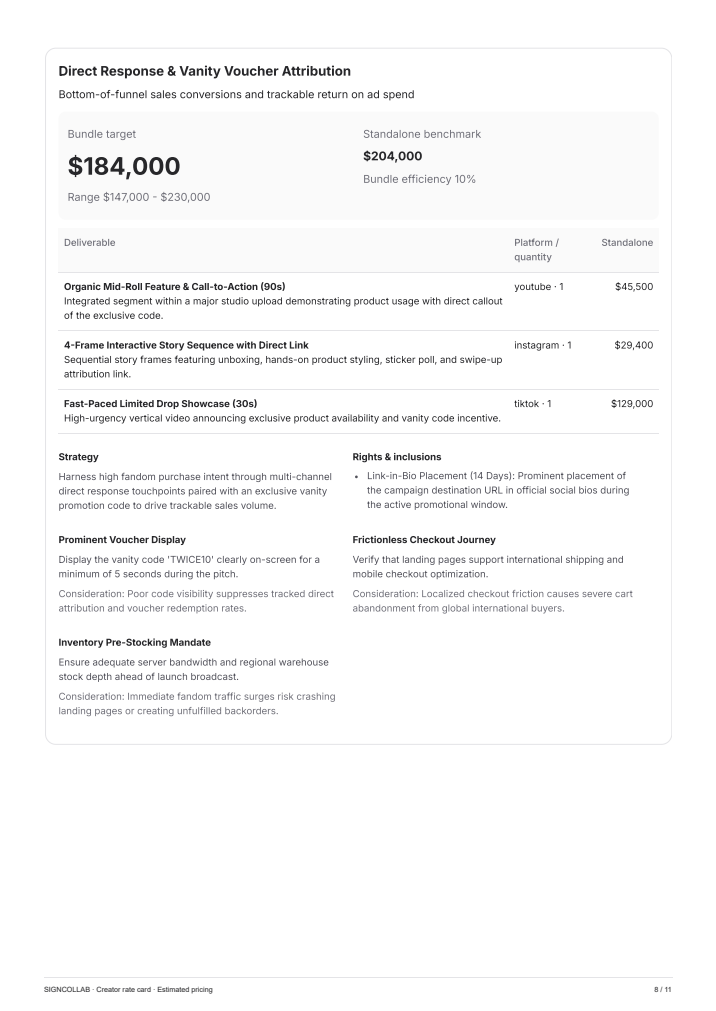 Direct Response & Vanity Voucher Attribution
Bottom-of-funnel sales conversions and trackable return on ad spend
Bundle target
$184,000
Range $147,000 - $230,000
Standalone benchmark
$204,000
Bundle efficiency 10%
Deliverable
Platform /
quantity
Standalone
Organic Mid-Roll Feature & Call-to-Action (90s)
youtube · 1
$45,500
Integrated segment within a major studio upload demonstrating product usage with direct callout
of the exclusive code.
4-Frame Interactive Story Sequence with Direct Link
instagram · 1
$29,400
Sequential story frames featuring unboxing, hands-on product styling, sticker poll, and swipe-up
attribution link.
Fast-Paced Limited Drop Showcase (30s)
tiktok · 1
$129,000
High-urgency vertical video announcing exclusive product availability and vanity code incentive.
Strategy
Harness high fandom purchase intent through multi-channel
direct response touchpoints paired with an exclusive vanity
promotion code to drive trackable sales volume.
Rights & inclusions
• Link-in-Bio Placement (14 Days): Prominent placement of
the campaign destination URL in official social bios during
the active promotional window.
Prominent Voucher Display
Display the vanity code 'TWICE10' clearly on-screen for a
minimum of 5 seconds during the pitch.
Consideration: Poor code visibility suppresses tracked direct
attribution and voucher redemption rates.
Frictionless Checkout Journey
Verify that landing pages support international shipping and
mobile checkout optimization.
Consideration: Localized checkout friction causes severe cart
abandonment from global international buyers.
Inventory Pre-Stocking Mandate
Ensure adequate server bandwidth and regional warehouse
stock depth ahead of launch broadcast.
Consideration: Immediate fandom traffic surges risk crashing
landing pages or creating unfulfilled backorders.
SIGNCOLLAB · Creator rate card · Estimated pricing
8 / 11